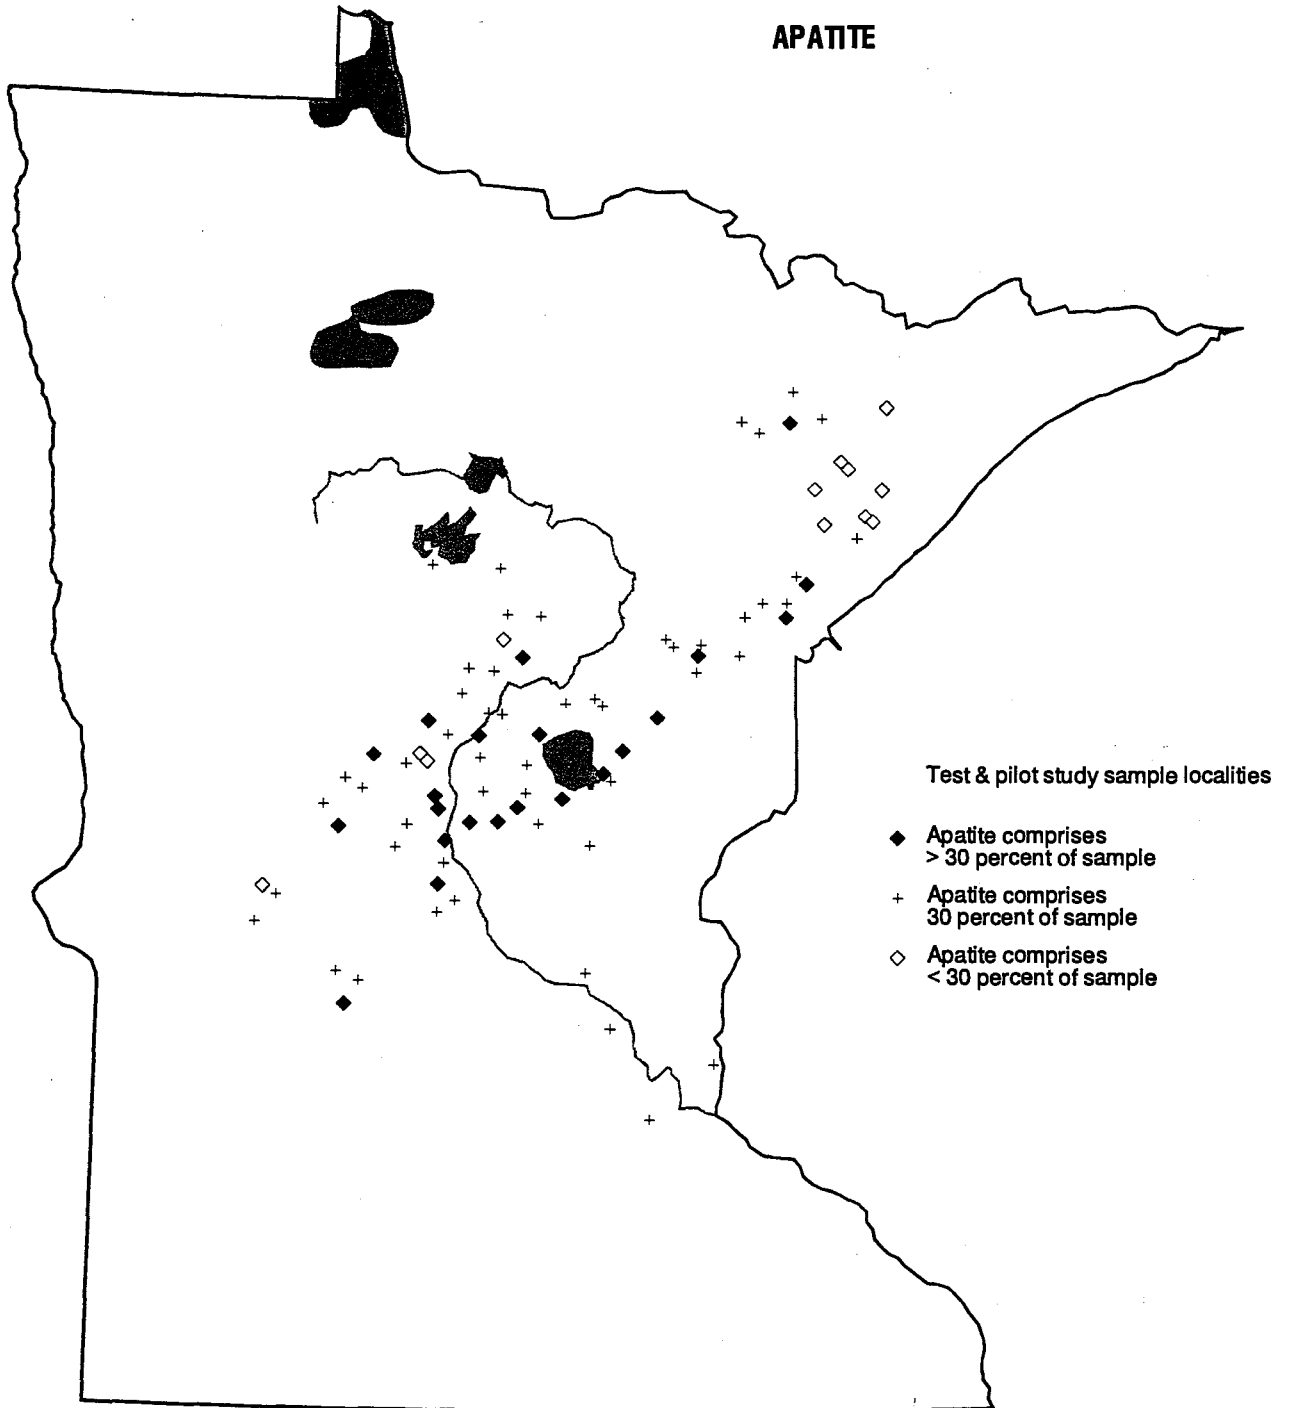 APATITE
Test & pilot study sample localities
Apatite comprises
> 30 percent of sample
Apatite comprises
30 percent of sample
Apatite comprises
< 30 percent of sample